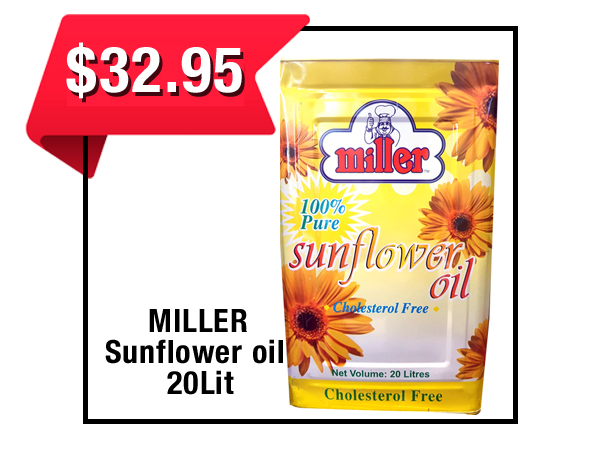 $32.95
miller
100%
Pure
sunflower
oil
Cholesterol Free
Net Volume: 20 Litres
Cholesterol Free
MILLER
Sunflower oil
20Lit